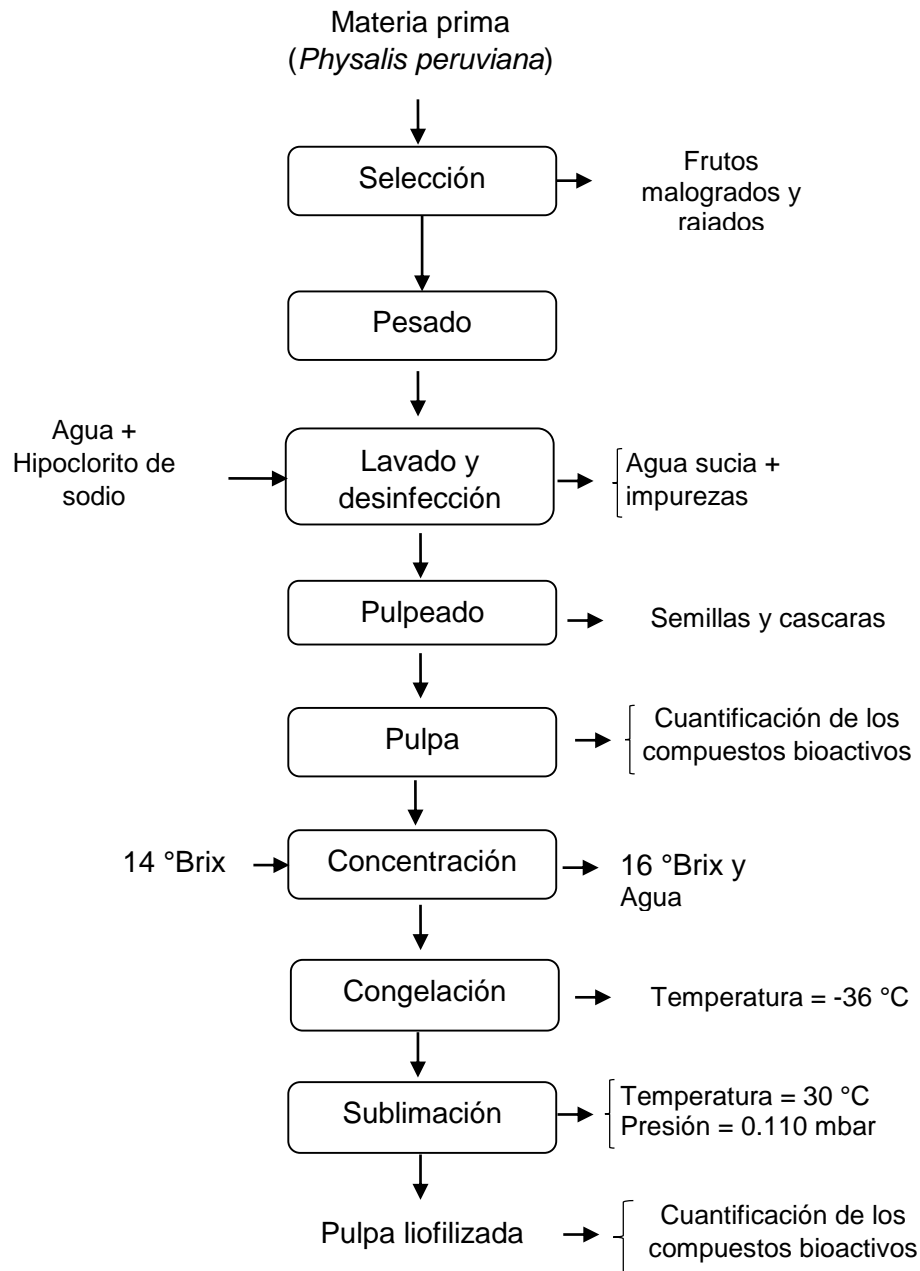 Materia prima
(Physalis peruviana)
Selección
Frutos
malogrados y
rajados
Pesado
Agua +
Hipoclorito de
sodio
Lavado y
desinfección
Agua sucia +
impurezas
Pulpeado
Semillas y cascaras
Pulpa
Cuantificación de los
compuestos bioactivos
14 °Brix
Concentración
16 °Brix y
Agua
Congelación
Temperatura = -36 °C
Sublimación
Temperatura = 30 °C
Presión = 0.110 mbar
Pulpa liofilizada
Cuantificación de los
compuestos bioactivos